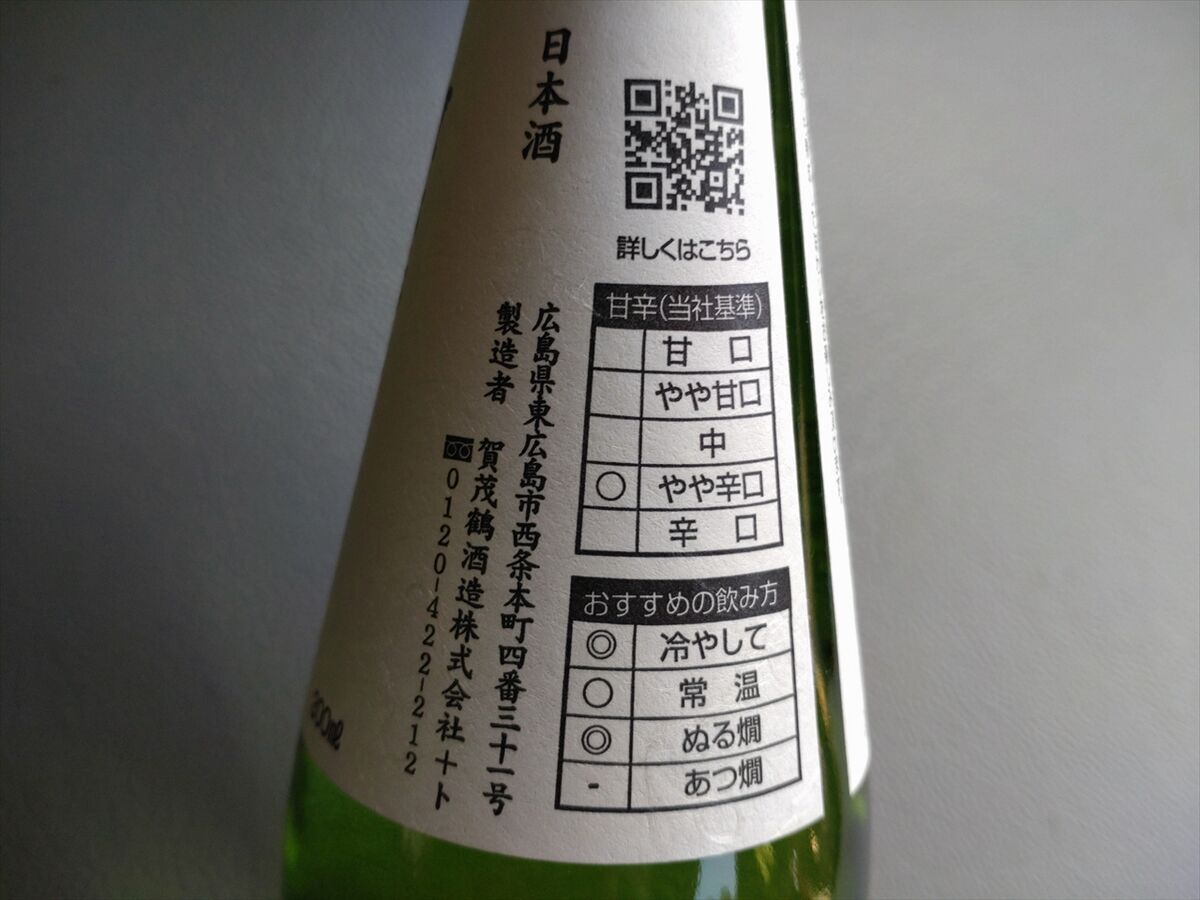 日本酒
詳しくはこちら
甘辛(当社基準)
甘 口
やや甘口
中
○ やや辛口
辛 口
おすすめの飲み方
◎ 冷やして
○ 常 温
◎ ぬる燗
- あつ燗
広島県東広島市西条本町四番三十一号
製造者 賀茂鶴酒造株式会社+ト
0120-422-212
300ml